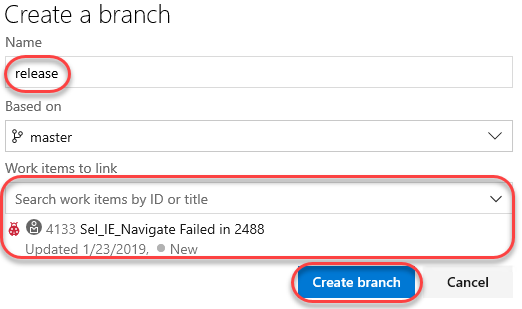 Create a branch
Name
release
Based on
master
Work items to link
Search work items by ID or title
4133 Sel_IE_Navigate Failed in 2488
Updated 1/23/2019, New
Create branch Cancel